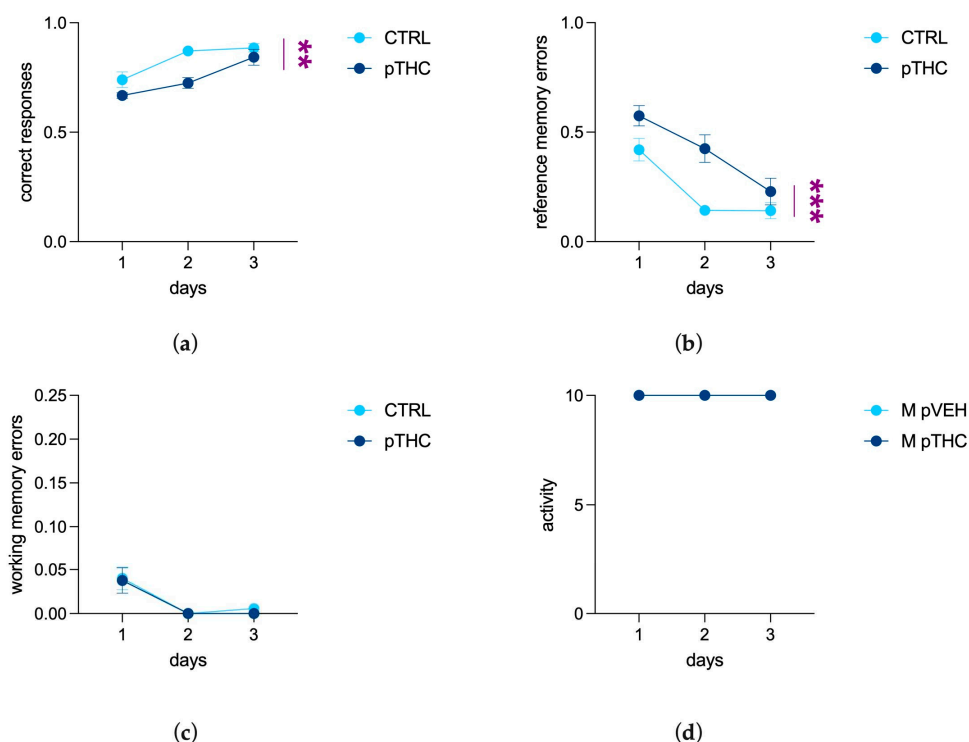 1.0
0.5
0.0
correct responses
1 2 3
days
CTRL
pTHC
**
(a)
1.0
0.5
0.0
reference memory errors
1 2 3
days
CTRL
pTHC
***
(b)
0.25
0.20
0.15
0.10
0.05
0.00
working memory errors
1 2 3
days
CTRL
pTHC
(c)
10
5
0
activity
1 2 3
days
M pVEH
M pTHC
(d)